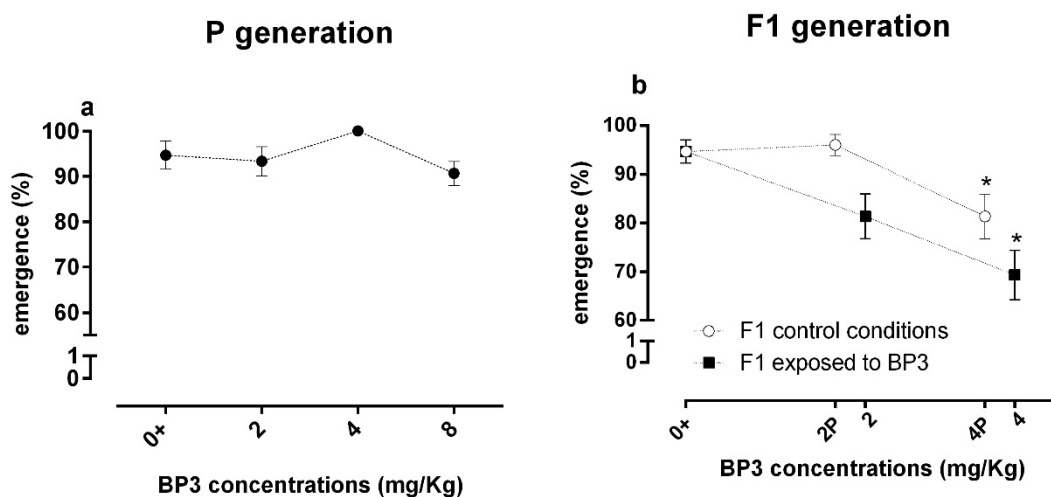 P generation
a
100
90
80
70
60
1
0
emergence (%)
0+
2
4
8
BP3 concentrations (mg/Kg)
F1 generation
b
100
90
80
70
60
1
0
emergence (%)
*
*
F1 control conditions
F1 exposed to BP3
0+
2P
2
4P
4
BP3 concentrations (mg/Kg)